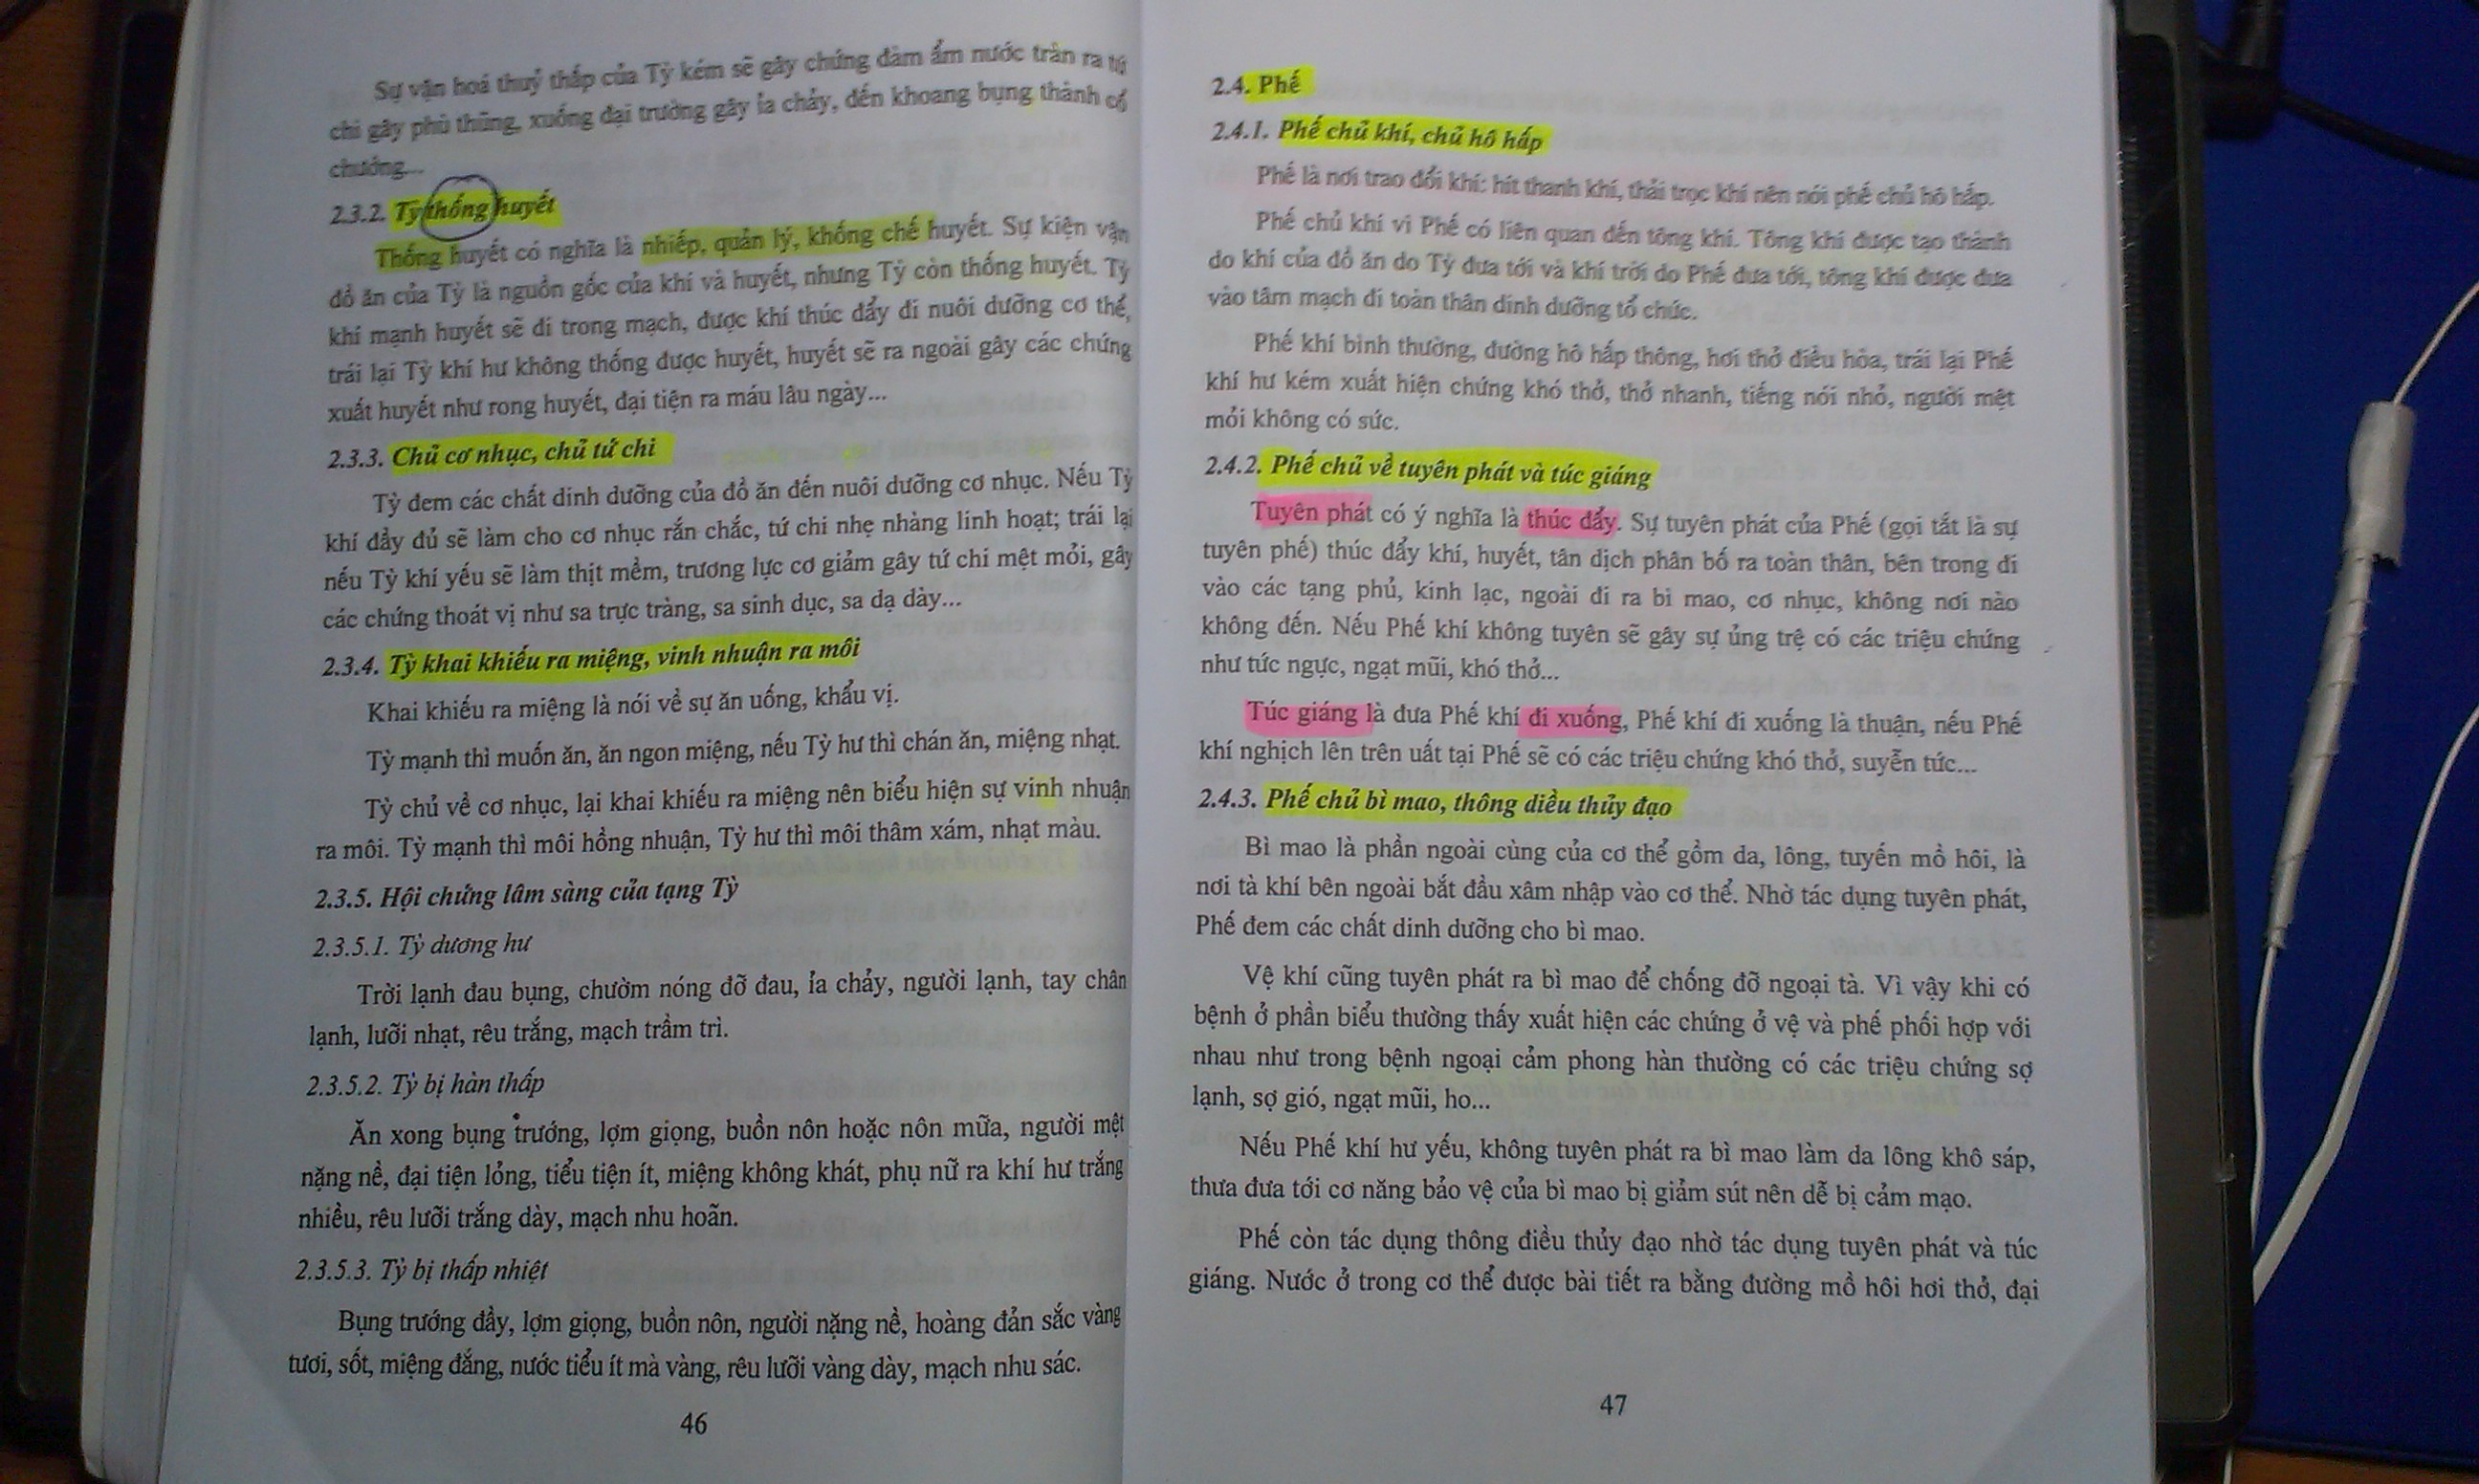 Sự vận hoá thuỷ thấp của Tỳ kém sẽ gây chứng đàm ẩm nước tràn ra tứ
chi gây phù thũng, xuống đại trường gây ỉa chảy, đến khoang bụng thành cổ
chướng...
2.3.2. Tỳ thống huyết
Thống huyết có nghĩa là nhiếp, quản lý, khống chế huyết. Sự kiện vận
đồ ăn của Tỳ là nguồn gốc của khí và huyết, nhưng Tỳ còn thống huyết. Tỳ
khí mạnh huyết sẽ đi trong mạch, được khí thúc đẩy đi nuôi dưỡng cơ thể,
trái lại Tỳ khí hư không thống được huyết, huyết sẽ ra ngoài gây các chứng
xuất huyết như rong huyết, đại tiện ra máu lâu ngày...
2.3.3. Chủ cơ nhục, chủ tứ chi
Tỳ đem các chất dinh dưỡng của đồ ăn đến nuôi dưỡng cơ nhục. Nếu Tỳ
khí đầy đủ sẽ làm cho cơ nhục rắn chắc, tứ chi nhẹ nhàng linh hoạt; trái lại
nếu Tỳ khí yếu sẽ làm thịt mềm, trương lực cơ giảm gây tứ chi mệt mỏi, gây
các chứng thoát vị như sa trực tràng, sa sinh dục, sa dạ dày...
2.3.4. Tỳ khai khiếu ra miệng, vinh nhuận ra môi
Khai khiếu ra miệng là nói về sự ăn uống, khẩu vị.
Tỳ mạnh thì muốn ăn, ăn ngon miệng, nếu Tỳ hư thì chán ăn, miệng nhạt.
Tỳ chủ về cơ nhục, lại khai khiếu ra miệng nên biểu hiện sự vinh nhuận
ra môi. Tỳ mạnh thì môi hồng nhuận, Tỳ hư thì môi thâm xám, nhạt màu.
2.3.5. Hội chứng lâm sàng của tạng Tỳ
2.3.5.1. Tỳ dương hư
Trời lạnh đau bụng, chườm nóng đỡ đau, ỉa chảy, người lạnh, tay chân
lạnh, lưỡi nhạt, rêu trắng, mạch trầm trì.
2.3.5.2. Tỳ bị hàn thấp
Ăn xong bụng trướng, lợm giọng, buồn nôn hoặc nôn mữa, người mệt
nặng nề, đại tiện lỏng, tiểu tiện ít, miệng không khát, phụ nữ ra khí hư trắng
nhiều, rêu lưỡi trắng dày, mạch nhu hoãn.
2.3.5.3. Tỳ bị thấp nhiệt
Bụng trướng đầy, lợm giọng, buồn nôn, người nặng nề, hoàng đản sắc vàng
tươi, sốt, miệng đắng, nước tiểu ít mà vàng, rêu lưỡi vàng dày, mạch nhu sác.
46
2.4. Phế
2.4.1. Phế chủ khí, chủ hô hấp
Phế là nơi trao đổi khí: hít thanh khí, thải trọc khí nên nói phế chủ hô hấp.
Phế chủ khí vì Phế có liên quan đến tông khí. Tông khí được tạo thành
do khí của đồ ăn do Tỳ đưa tới và khí trời do Phế đưa tới, tông khí được đưa
vào tâm mạch đi toàn thân dinh dưỡng tổ chức.
Phế khí bình thường, đường hô hấp thông, hơi thở điều hòa, trái lại Phế
khí hư kém xuất hiện chứng khó thở, thở nhanh, tiếng nói nhỏ, người mệt
mỏi không có sức.
2.4.2. Phế chủ về tuyên phát và túc giáng
Tuyên phát có ý nghĩa là thúc đẩy. Sự tuyên phát của Phế (gọi tắt là sự
tuyên phế) thúc đẩy khí, huyết, tân dịch phân bố ra toàn thân, bên trong đi
vào các tạng phủ, kinh lạc, ngoài đi ra bì mao, cơ nhục, không nơi nào
không đến. Nếu Phế khí không tuyên sẽ gây sự ủng trệ có các triệu chứng
như tức ngực, ngạt mũi, khó thở...
Túc giáng là đưa Phế khí đi xuống, Phế khí đi xuống là thuận, nếu Phế
khí nghịch lên trên uất tại Phế sẽ có các triệu chứng khó thở, suyễn tức...
2.4.3. Phế chủ bì mao, thông điều thủy đạo
Bì mao là phần ngoài cùng của cơ thể gồm da, lông, tuyến mồ hôi, là
nơi tà khí bên ngoài bắt đầu xâm nhập vào cơ thể. Nhờ tác dụng tuyên phát,
Phế đem các chất dinh dưỡng cho bì mao.
Vệ khí cũng tuyên phát ra bì mao để chống đỡ ngoại tà. Vì vậy khi có
bệnh ở phần biểu thường thấy xuất hiện các chứng ở vệ và phế phối hợp với
nhau như trong bệnh ngoại cảm phong hàn thường có các triệu chứng sợ
lạnh, sợ gió, ngạt mũi, ho...
Nếu Phế khí hư yếu, không tuyên phát ra bì mao làm da lông khô sáp,
thưa đưa tới cơ năng bảo vệ của bì mao bị giảm sút nên dễ bị cảm mạo.
Phế còn tác dụng thông điều thủy đạo nhờ tác dụng tuyên phát và túc
giáng. Nước ở trong cơ thể được bài tiết ra bằng đường mồ hôi hơi thở, đại
47